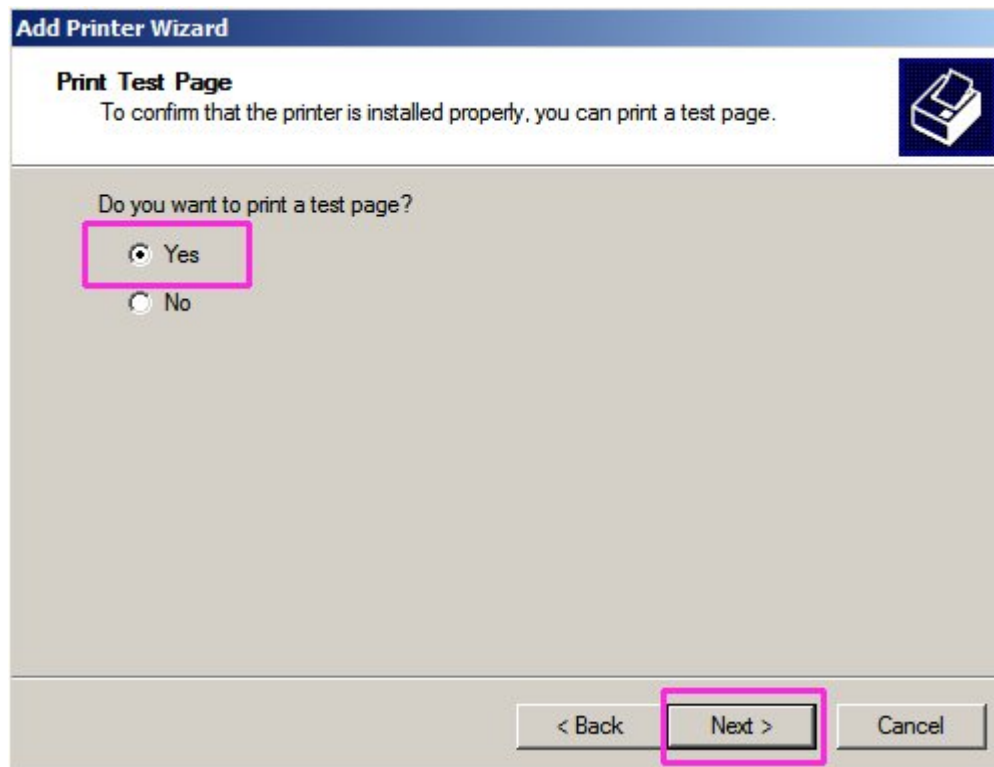 Add Printer Wizard
Print Test Page
To confirm that the printer is installed properly, you can print a test page.
Do you want to print a test page?
Yes
No
< Back
Next >
Cancel